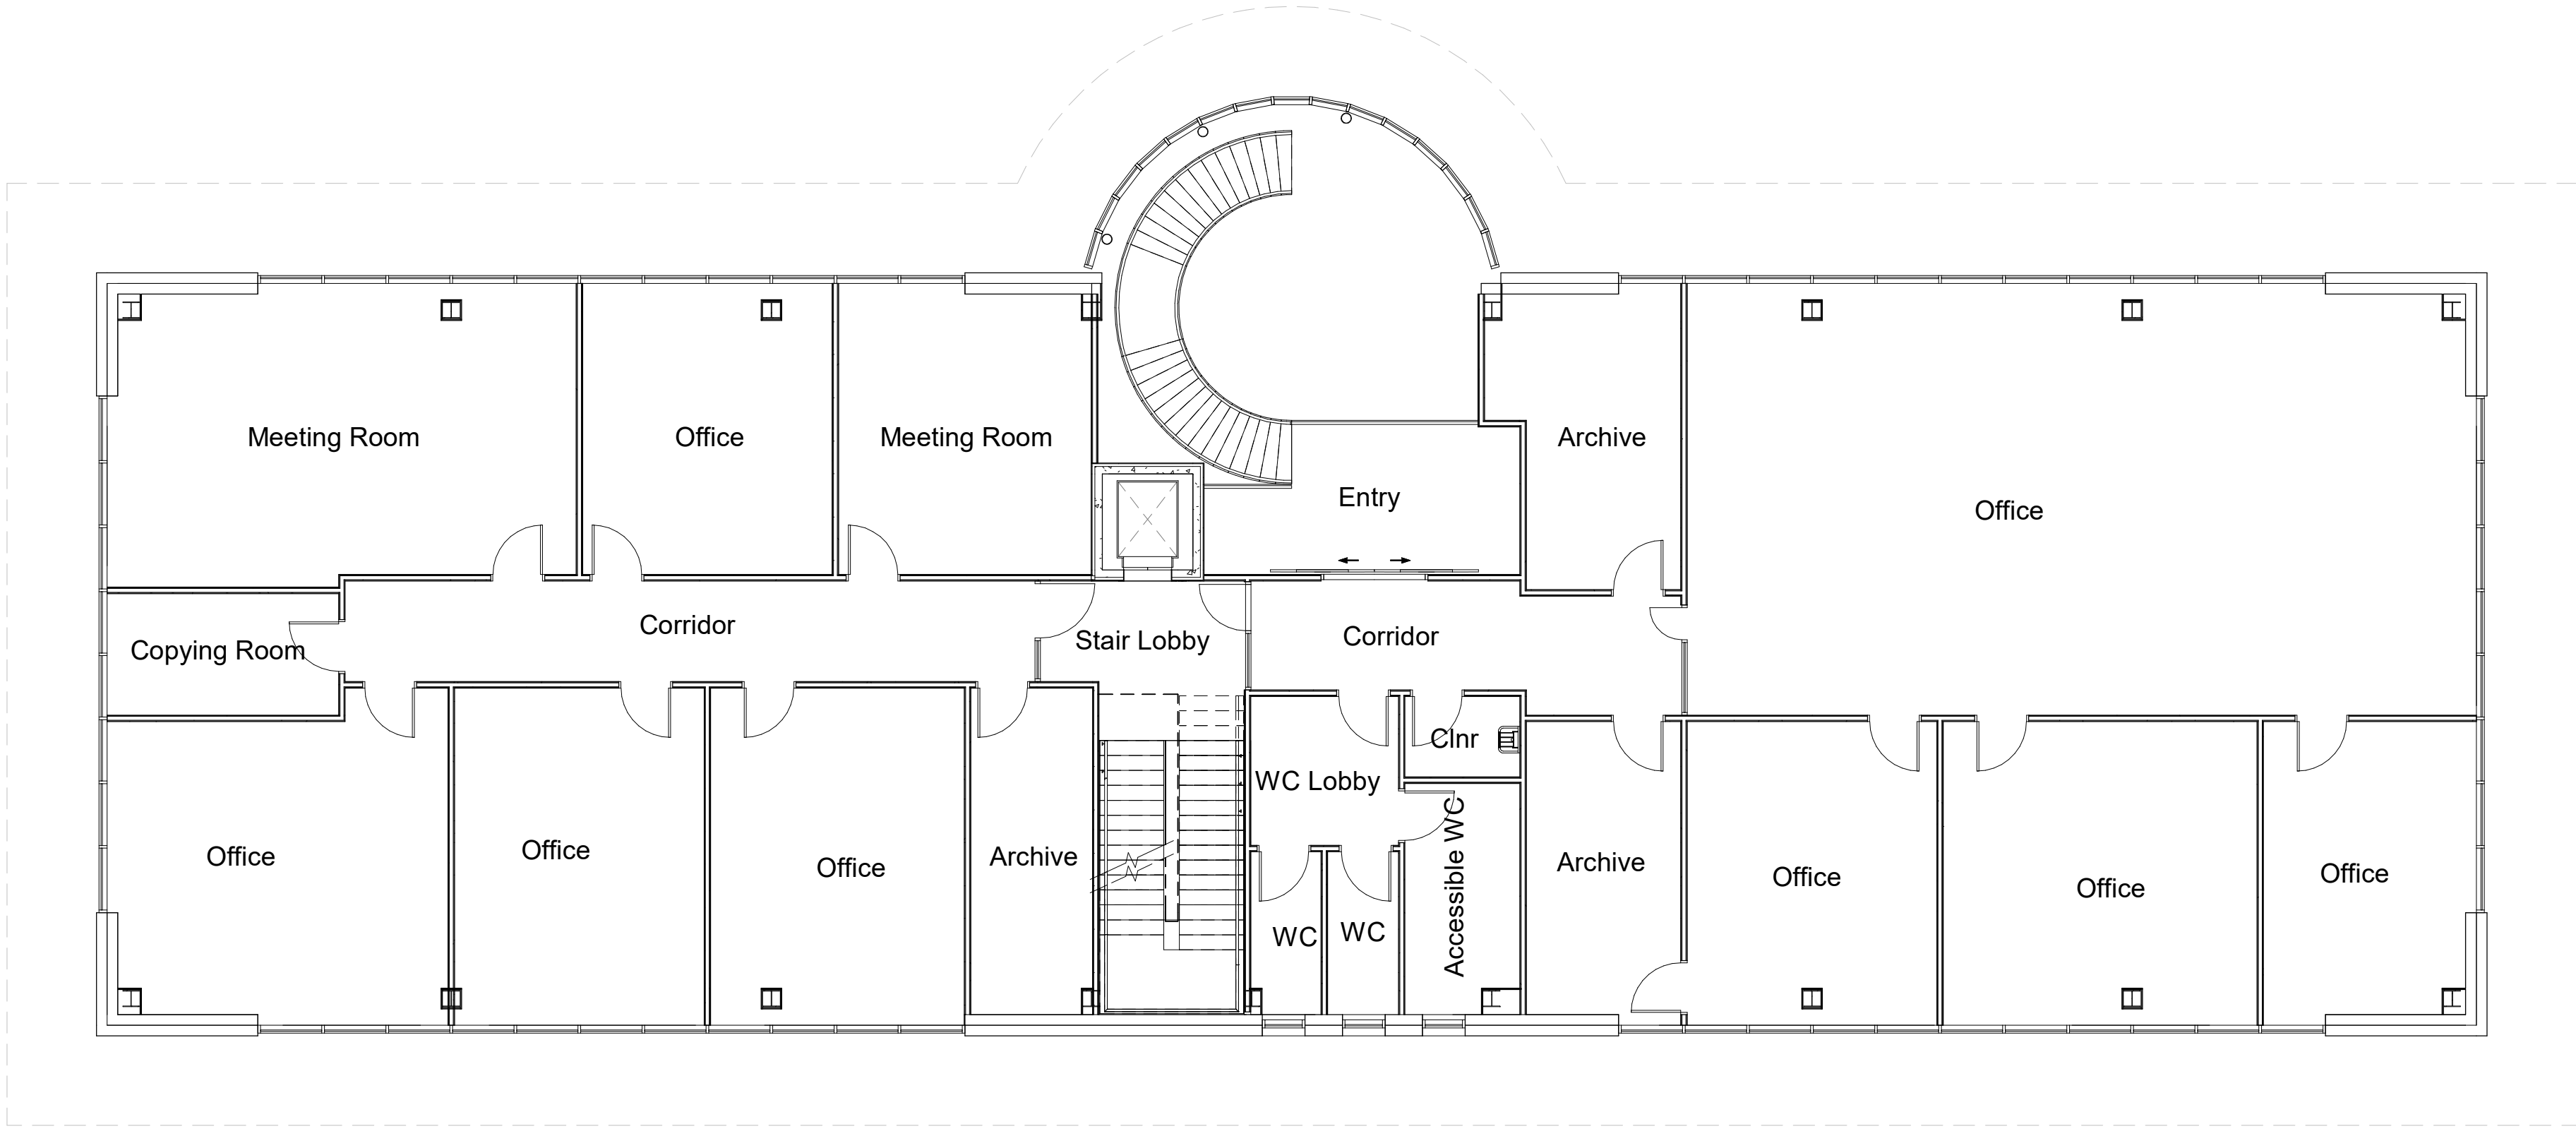 Meeting Room
Office
Meeting Room
Archive
Entry
Office
Corridor
Corridor
Stair Lobby
Copying Room
Clnr
WC Lobby
Office
Office
Office
Archive
Accessible WC
Archive
Office
Office
Office
WC
WC